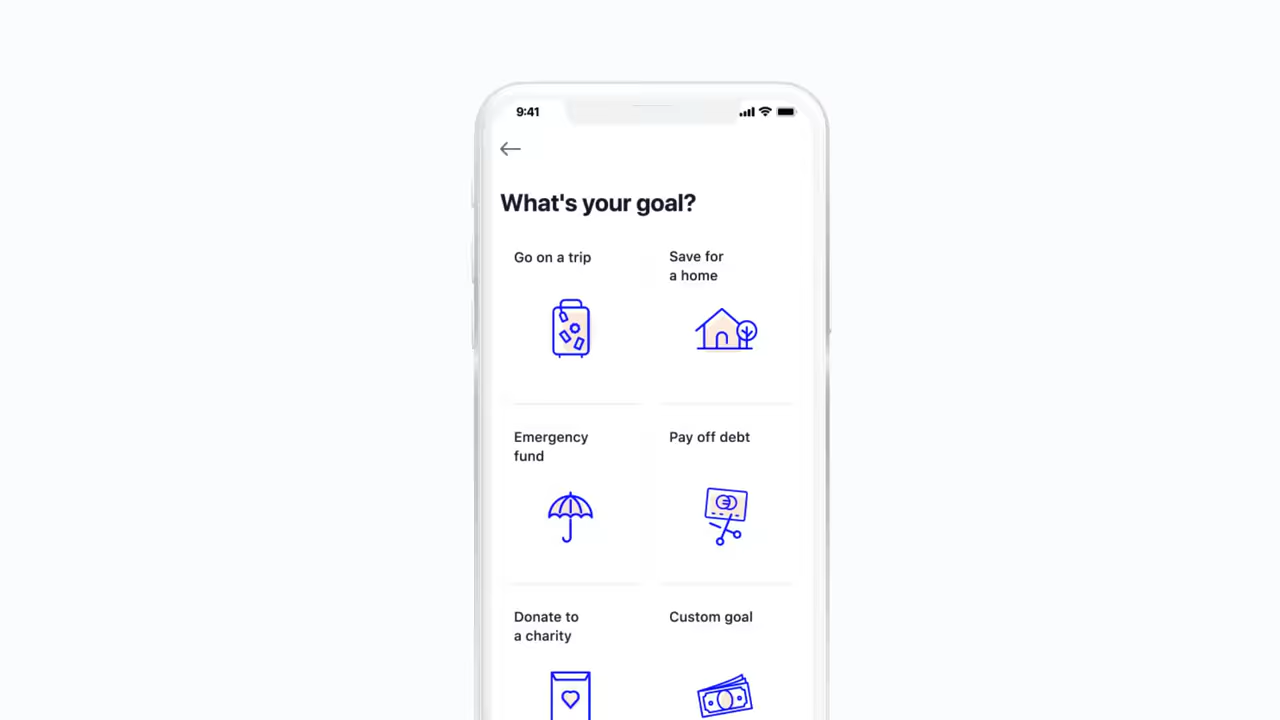 9:41
What's your goal?
Go on a trip
Save for
a home
Emergency
fund
Pay off debt
Donate to
a charity
Custom goal